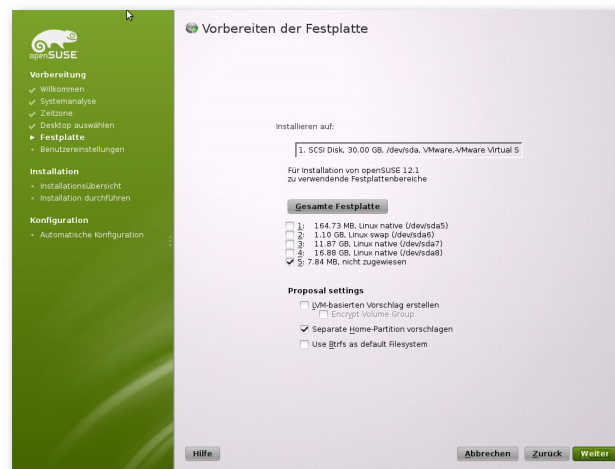 openSUSE
Vorbereitung
Willkommen
Systemanalyse
Zeitzone
Desktop auswählen
Festplatte
Benutzereinstellungen
Installation
Installationsübersicht
Installation durchführen
Konfiguration
Automatische Konfiguration
Vorbereiten der Festplatte
Installieren auf:
1. SCSI Disk, 30.00 GB, /dev/sda, VMware,-VMware Virtual S
Für Installation von openSUSE 12.1
zu verwendende Festplattenbereiche
Gesamte Festplatte
1: 164.73 MB, Linux native (/dev/sda5)
2: 1.10 GB, Linux swap (/dev/sda6)
3: 11.87 GB, Linux native (/dev/sda7)
4: 16.88 GB, Linux native (/dev/sda8)
5: 7.84 MB, nicht zugewiesen
Proposal settings
LVM-basierten Vorschlag erstellen
Encrypt Volume Group
Separate Home-Partition vorschlagen
Use Btrfs as default Filesystem
Hilfe
Abbrechen
Zurück
Weiter